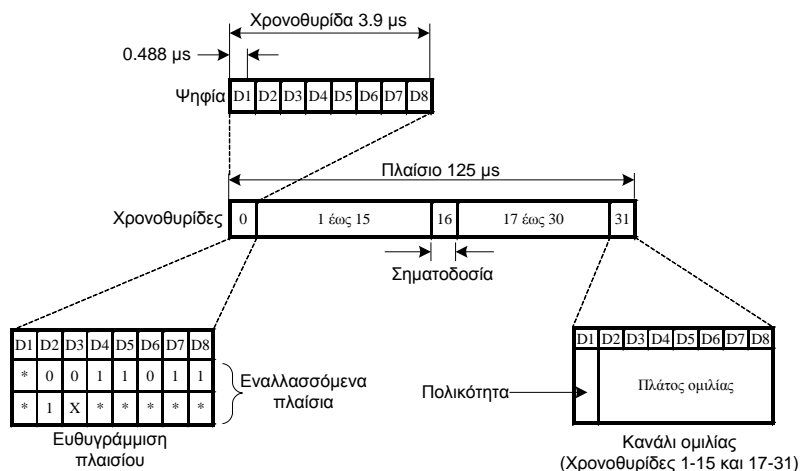 Χρονοθυρίδα 3.9 μs
0.488 μs
Ψηφία D1 D2 D3 D4 D5 D6 D7 D8
Πλαίσιο 125 μs
Χρονοθυρίδες 0 1 έως 15 16 17 έως 30 31
Σηματοδοσία
D1 D2 D3 D4 D5 D6 D7 D8
* 0 0 1 1 0 1 1
* 1 X * * * * *
Εναλλασσόμενα
πλαίσια
Ευθυγράμμιση
πλαισίου
D1 D2 D3 D4 D5 D6 D7 D8
Πολικότητα
Πλάτος ομιλίας
Κανάλι ομιλίας
(Χρονοθυρίδες 1-15 και 17-31)